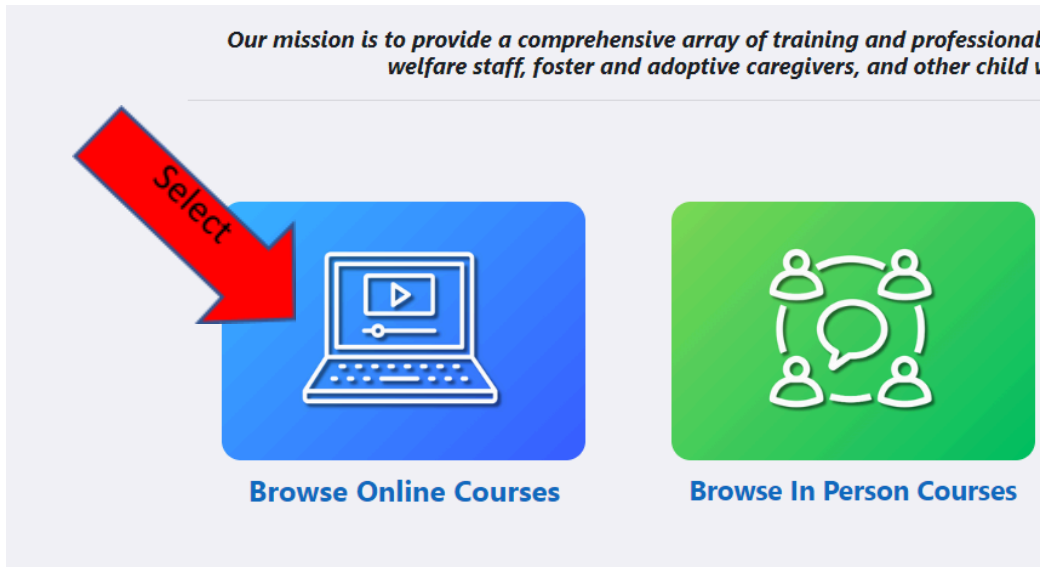 Our mission is to provide a comprehensive array of training and professional
welfare staff, foster and adoptive caregivers, and other child
Select
Browse Online Courses
Browse In Person Courses